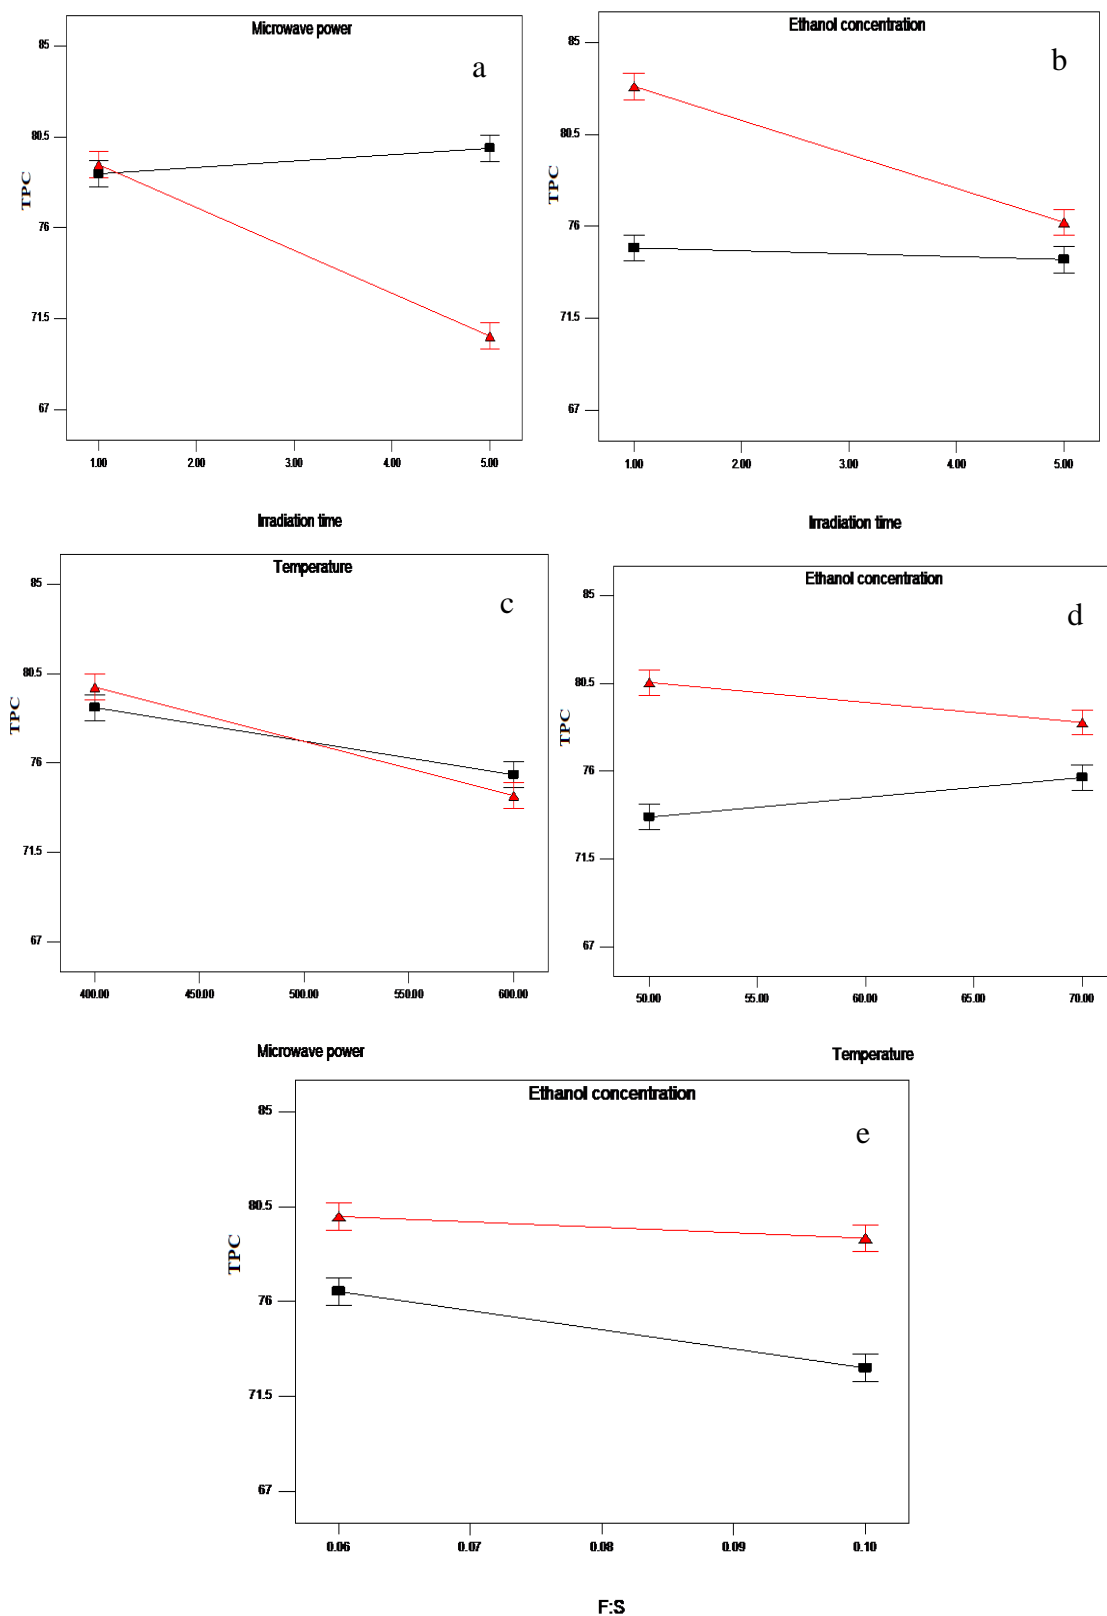 Microwave power
a
85
80.5
76
71.5
67
TPC
1.00 2.00 3.00 4.00 5.00
Irradiation time
Ethanol concentration
b
85
80.5
76
71.5
67
TPC
1.00 2.00 3.00 4.00 5.00
Irradiation time
Temperature
c
85
80.5
76
71.5
67
TPC
400.00 450.00 500.00 550.00 600.00
Microwave power
Ethanol concentration
d
85
80.5
76
71.5
67
TPC
50.00 55.00 60.00 65.00 70.00
Temperature
Ethanol concentration
e
85
80.5
76
71.5
67
TPC
0.06 0.07 0.08 0.09 0.10
F:S